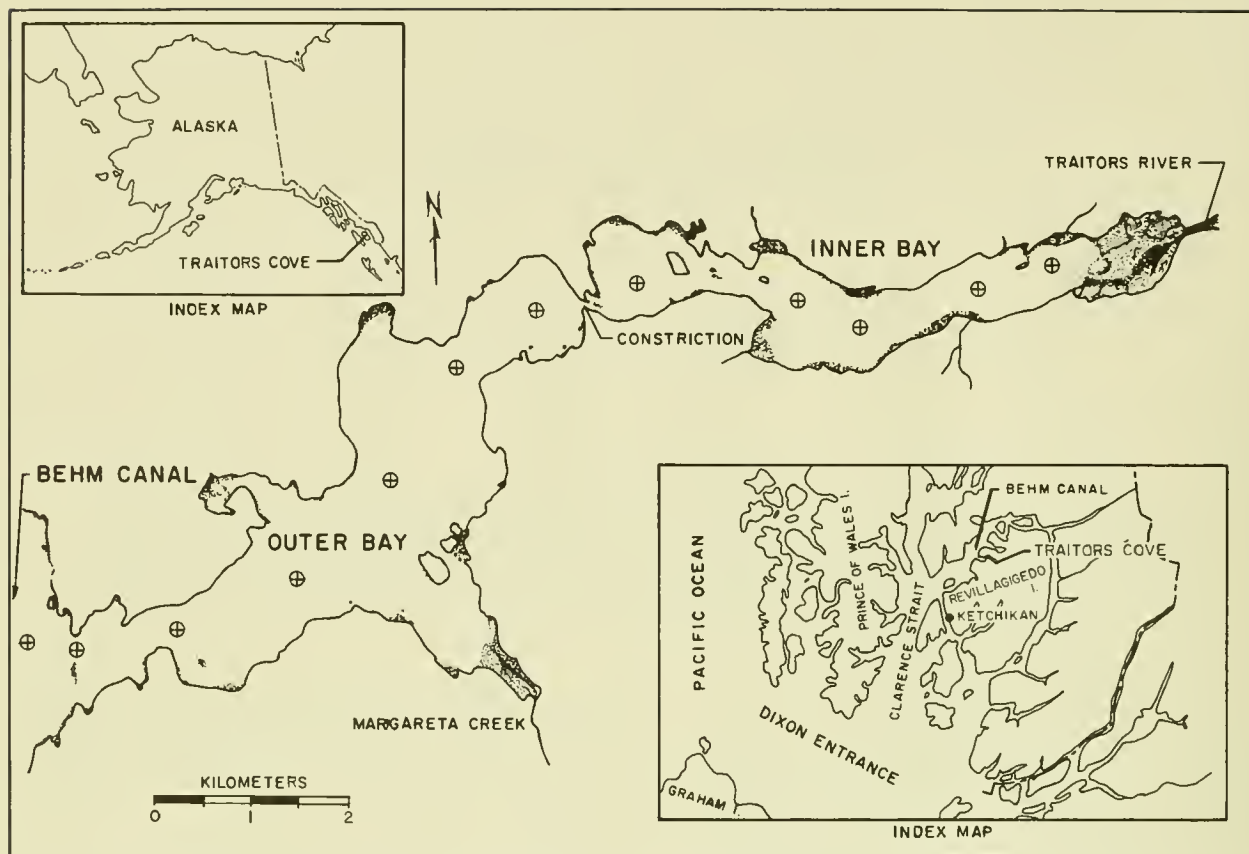 ALASKA
TRAITORS COVE
INDEX MAP
N
TRAITORS RIVER
INNER BAY
CONSTRICTION
BEHM CANAL
OUTER BAY
MARGARETA CREEK
KILOMETERS
0 1 2
BEHM CANAL
TRAITORS COVE
REVILLAGIGEDO
I.
KETCHIKAN
PACIFIC OCEAN
PRINCE OF WALES I.
CLARENCE STRAIT
DIXON ENTRANCE
GRAHAM
INDEX MAP